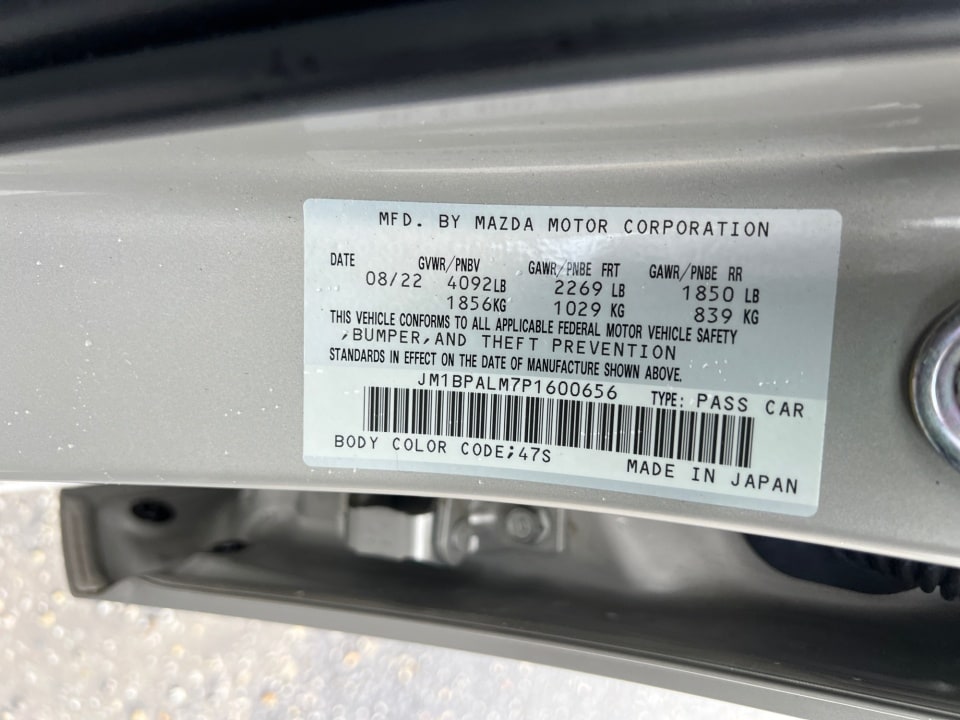 MFD. BY MAZDA MOTOR CORPORATION
DATE GVWR/PNBV GAWR/PNBE FRT GAWR/PNBE RR
08/22 4092LB 2269 LB 1850 LB
1856KG 1029 KG 839 KG
THIS VEHICLE CONFORMS TO ALL APPLICABLE FEDERAL MOTOR VEHICLE SAFETY
,BUMPER,AND THEFT PREVENTION
STANDARDS IN EFFECT ON THE DATE OF MANUFACTURE SHOWN ABOVE.
JM1BPALM7P1600656 TYPE: PASS CAR
BODY COLOR CODE;47S
MADE IN JAPAN